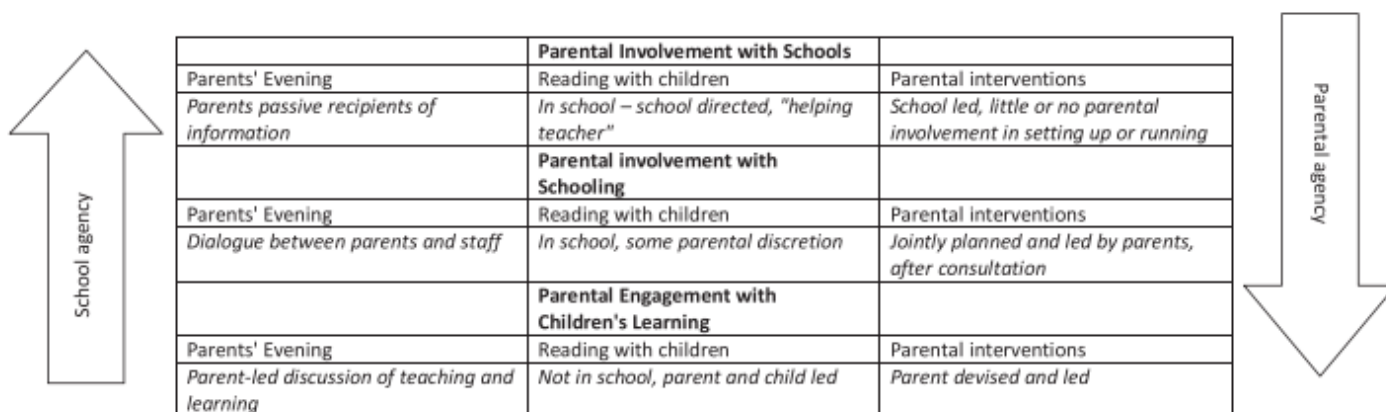 School agency
Parental Involvement with Schools
Parents' Evening
Reading with children
Parental interventions
Parents passive recipients of
information
In school – school directed, "helping
teacher"
School led, little or no parental
involvement in setting up or running
Parental involvement with
Schooling
Parents' Evening
Reading with children
Parental interventions
Dialogue between parents and staff
In school, some parental discretion
Jointly planned and led by parents,
after consultation
Parental Engagement with
Children's Learning
Parents' Evening
Reading with children
Parental interventions
Parent-led discussion of teaching and
learning
Not in school, parent and child led
Parent devised and led
Parental agency